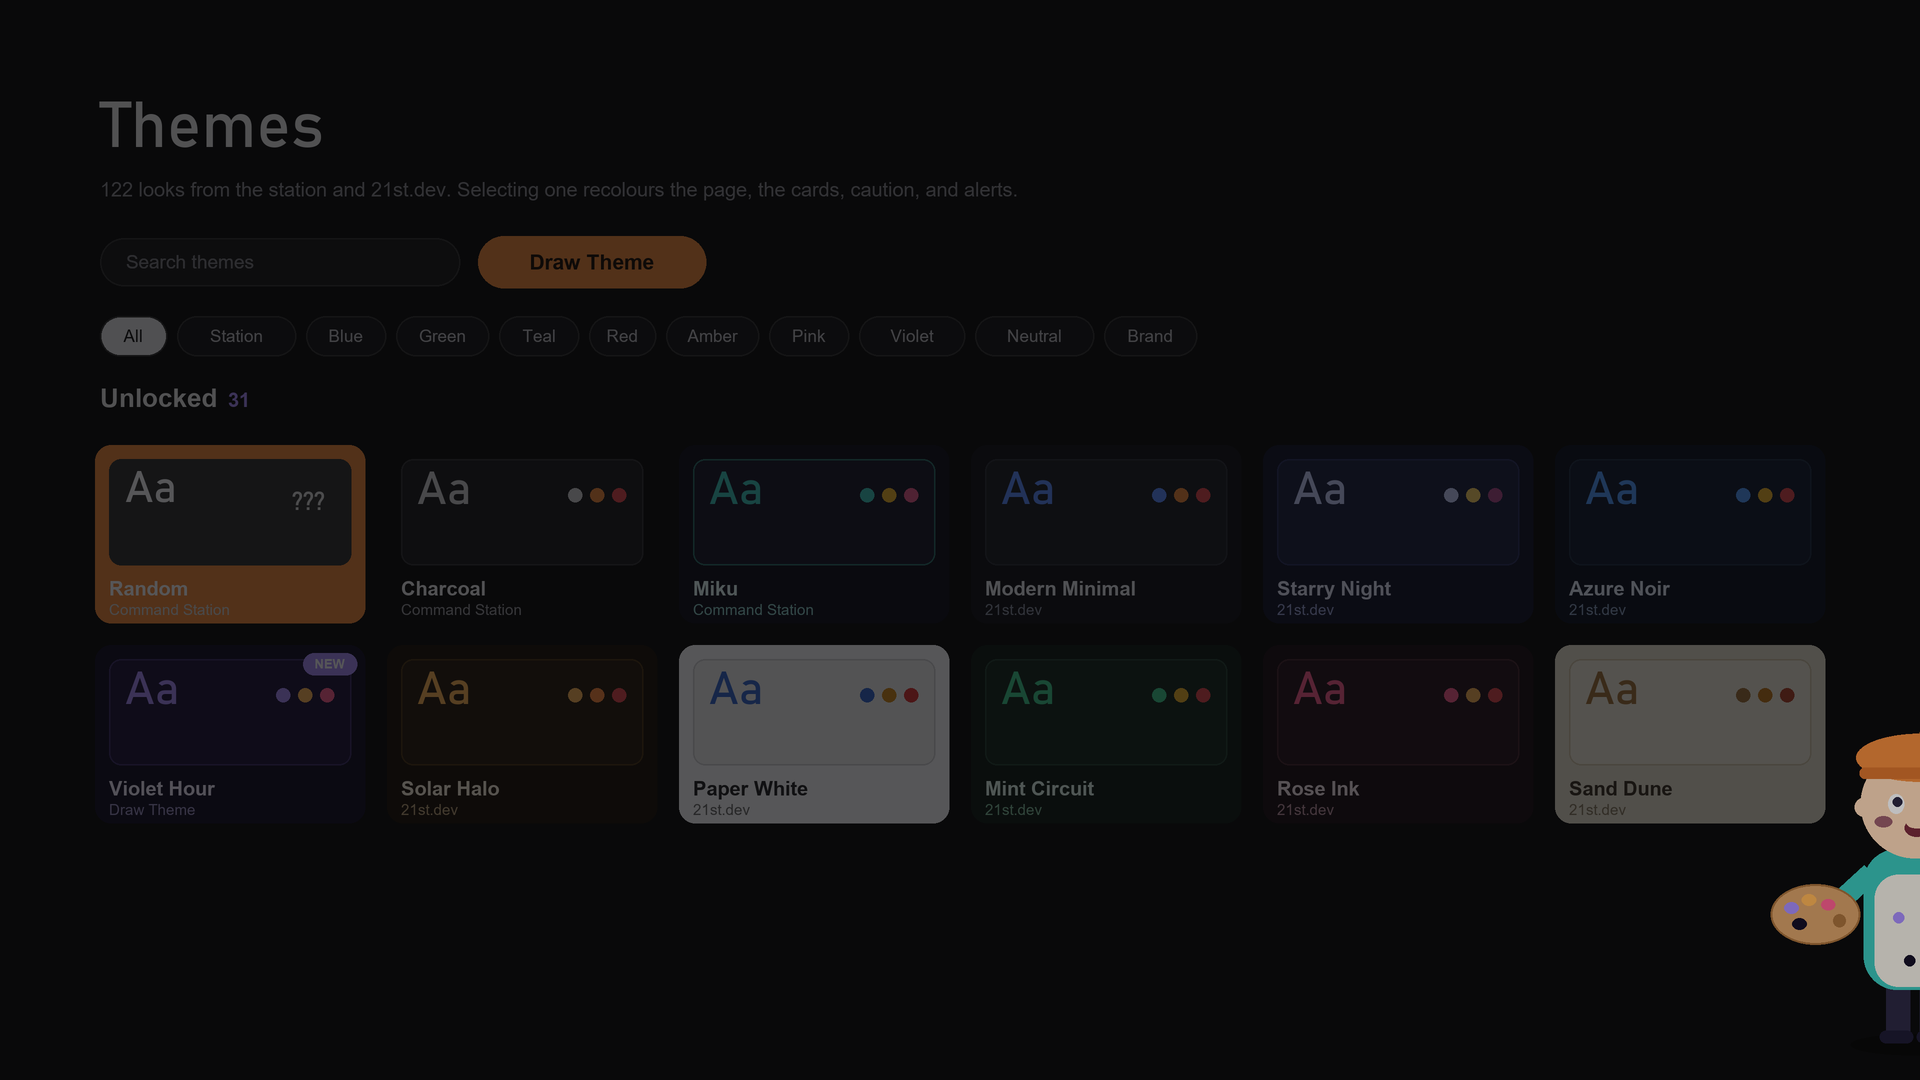 Themes
122 looks from the station and 21st.dev. Selecting one recolours the page, the cards, caution, and alerts.
Search themes
Draw Theme
All
Station
Blue
Green
Teal
Red
Amber
Pink
Violet
Neutral
Brand
Unlocked 31
Aa
???
Random
Command Station
Aa
Charcoal
Command Station
Aa
Miku
Command Station
Aa
Modern Minimal
21st.dev
Aa
Starry Night
21st.dev
Aa
Azure Noir
21st.dev
NEW
Aa
Violet Hour
Draw Theme
Aa
Solar Halo
21st.dev
Aa
Paper White
21st.dev
Aa
Mint Circuit
21st.dev
Aa
Rose Ink
21st.dev
Aa
Sand Dune
21st.dev